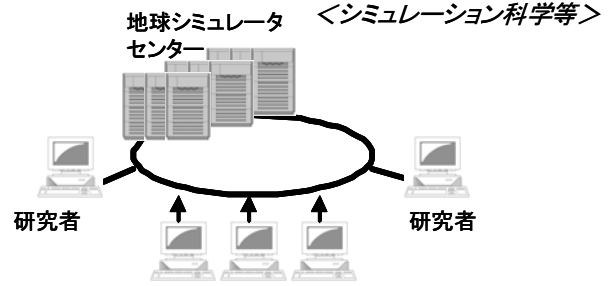 ＜シミュレーション科学等＞
地球シミュレータ
センター
研究者
研究者